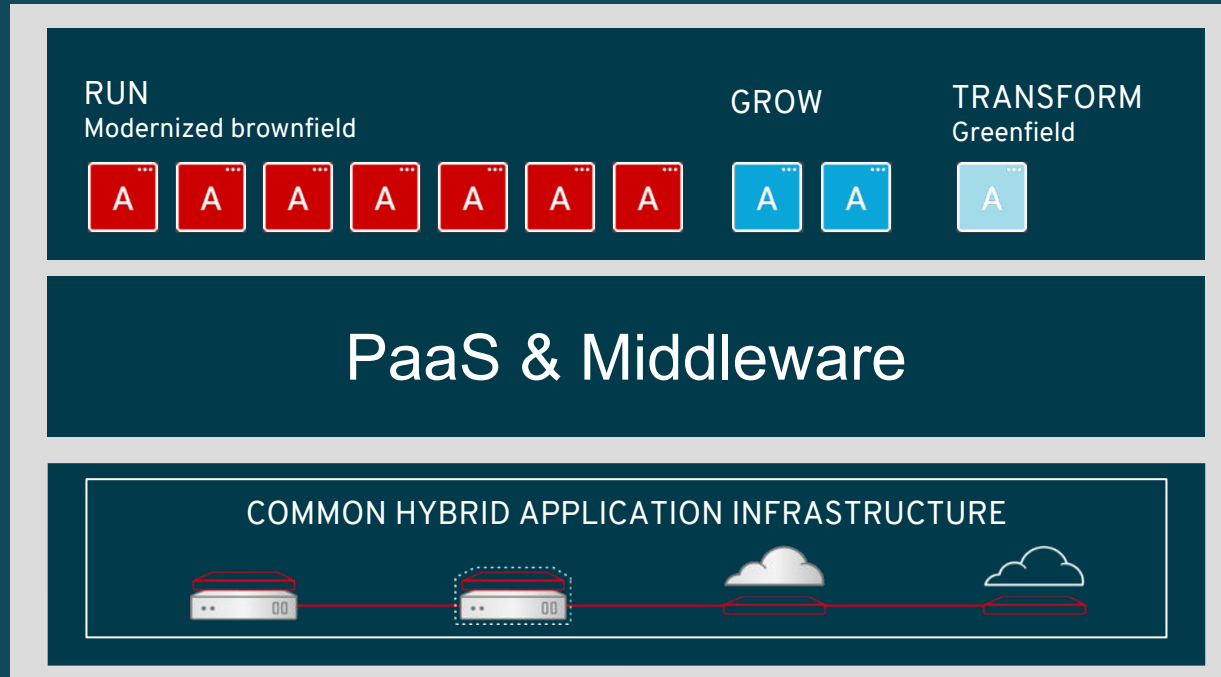 RUN
Modernized brownfield
GROW
TRANSFORM
Greenfield
A A A A A A A A A A
PaaS & Middleware
COMMON HYBRID APPLICATION INFRASTRUCTURE